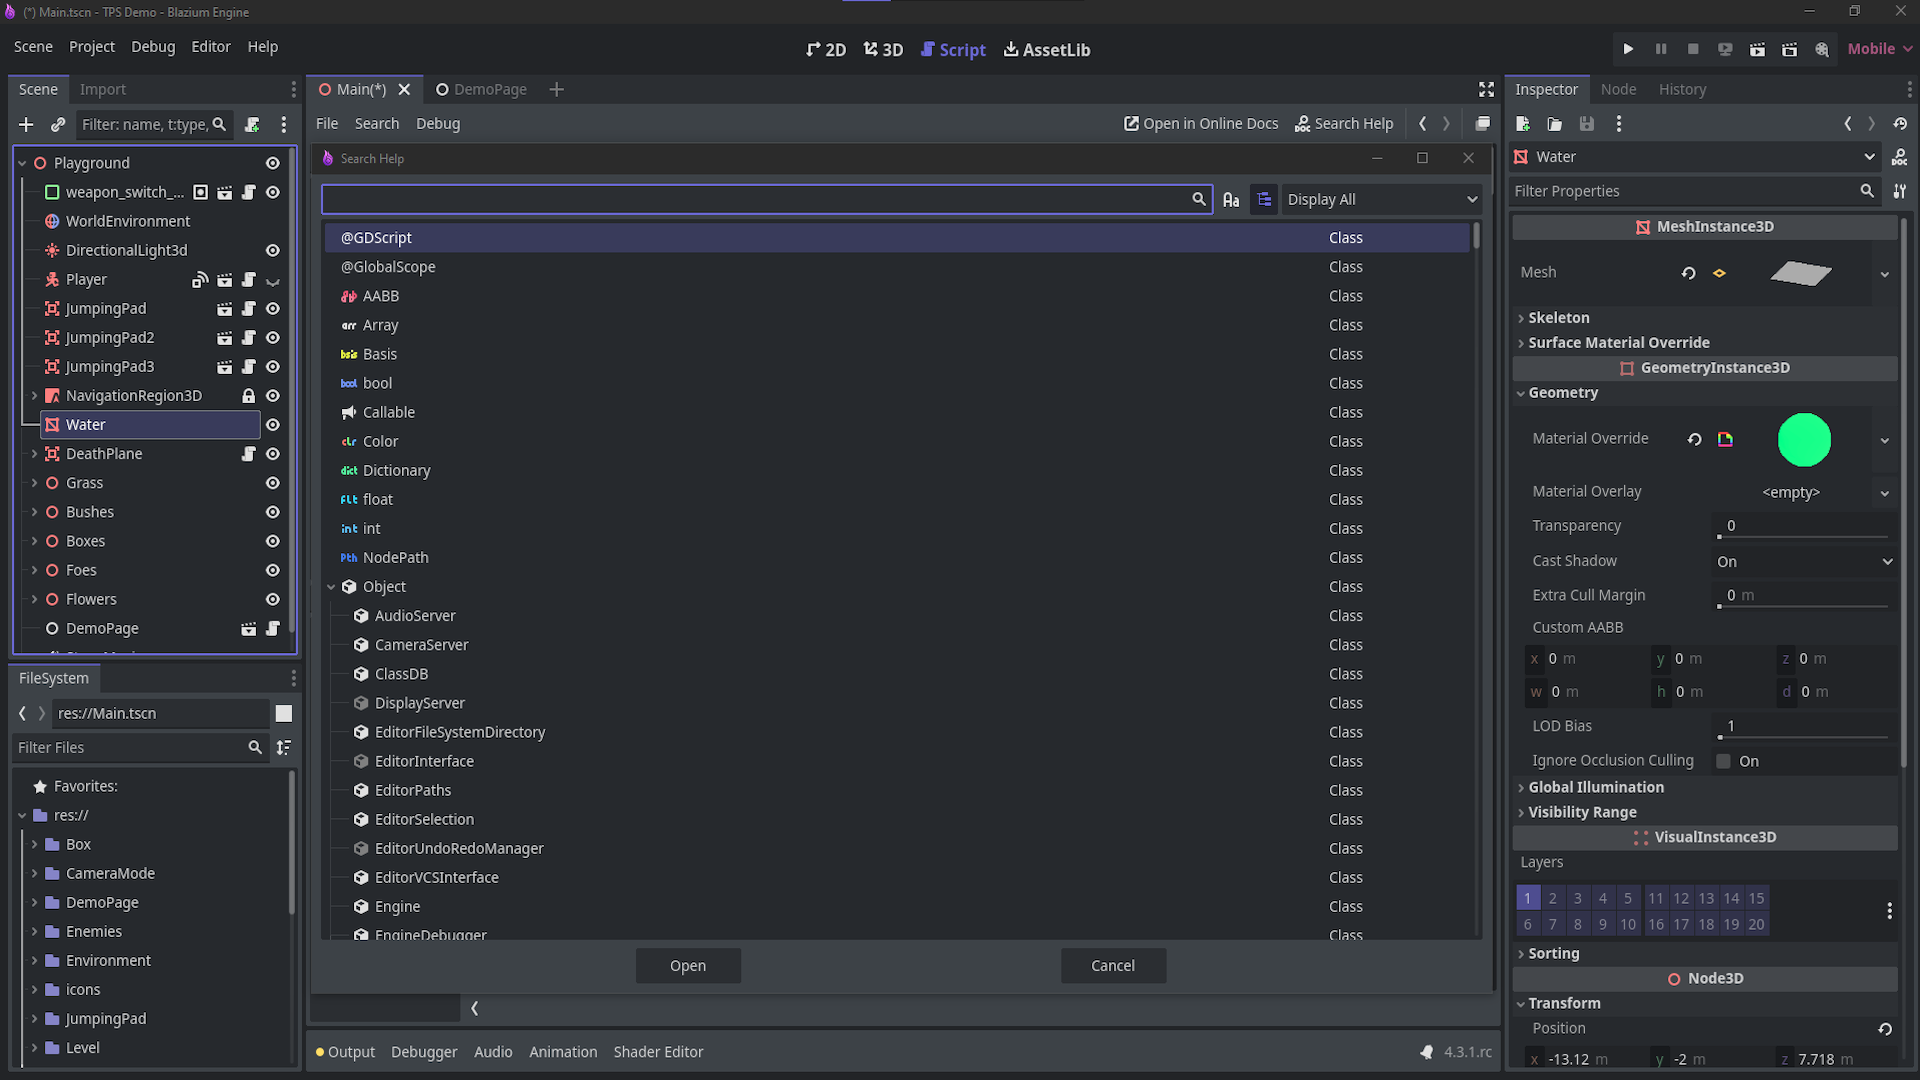 (*) Main.tscn - TPS Demo - Blazium Engine
Scene Project Debug Editor Help
2D 3D Script AssetLib
Mobile
Scene Import
Filter: name, t:type,
Playground
weapon_switch_...
WorldEnvironment
DirectionalLight3d
Player
JumpingPad
JumpingPad2
JumpingPad3
NavigationRegion3D
Water
DeathPlane
Grass
Bushes
Boxes
Foes
Flowers
DemoPage
FileSystem
res://Main.tscn
Filter Files
Favorites:
res://
Box
CameraMode
DemoPage
Enemies
Environment
icons
JumpingPad
Level
Main(*) DemoPage
File Search Debug
Open in Online Docs Search Help
Search Help
Aa Display All
@GDScript Class
@GlobalScope Class
AABB Class
arr Array Class
bsis Basis Class
bool bool Class
Callable Class
clr Color Class
dict Dictionary Class
flt float Class
int int Class
Pth NodePath Class
Object Class
AudioServer Class
CameraServer Class
ClassDB Class
DisplayServer Class
EditorFileSystemDirectory Class
EditorInterface Class
EditorPaths Class
EditorSelection Class
EditorUndoRedoManager Class
EditorVCSInterface Class
Engine Class
EngineDebugger Class
Open Cancel
Output Debugger Audio Animation Shader Editor
4.3.1.rc
Inspector Node History
Water
DOC
Filter Properties
MeshInstance3D
Mesh
Skeleton
Surface Material Override
GeometryInstance3D
Geometry
Material Override
Material Overlay <empty>
Transparency 0
Cast Shadow On
Extra Cull Margin 0 m
Custom AABB
x 0 m y 0 m z 0 m
w 0 m h 0 m d 0 m
LOD Bias 1
Ignore Occlusion Culling On
Global Illumination
Visibility Range
VisualInstance3D
Layers
1 2 3 4 5 11 12 13 14 15
6 7 8 9 10 16 17 18 19 20
Sorting
Node3D
Transform
Position
x -13.12 m y -2 m z 7.718 m